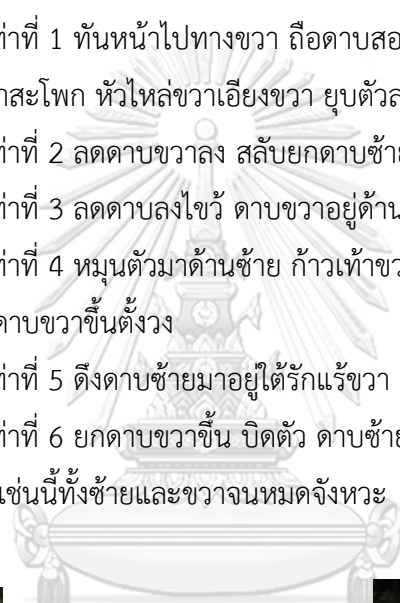 ท่าที่ 1 ทันหน้าไปทางขวา ถือดาบสอ
าสะโพก หัวไหล่ขวาเอียงขวา ยุบตัวล
ท่าที่ 2 ลดดาบขวาลง สลับยกดาบซ้าย
ท่าที่ 3 ลดดาบลงไขว้ ดาบขวาอยู่ด้าน
ท่าที่ 4 หมุนตัวมาด้านซ้าย ก้าวเท้าขว
ดาบขวาขึ้นตั้งวง
ท่าที่ 5 ดึงดาบซ้ายมาอยู่ใต้รักแร้ขวา
ท่าที่ 6 ยกดาบขวาขึ้น บิดตัว ดาบซ้าย
เช่นนี้ทั้งซ้ายและขวาจนหมดจังหวะ